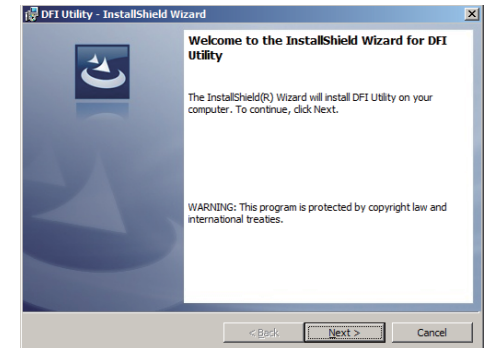 DFI Utility - InstallShield Wizard
Welcome to the InstallShield Wizard for DFI
Utility
The InstallShield(R) Wizard will install DFI Utility on your
computer. To continue, click Next.
WARNING: This program is protected by copyright law and
international treaties.
< Back Next > Cancel